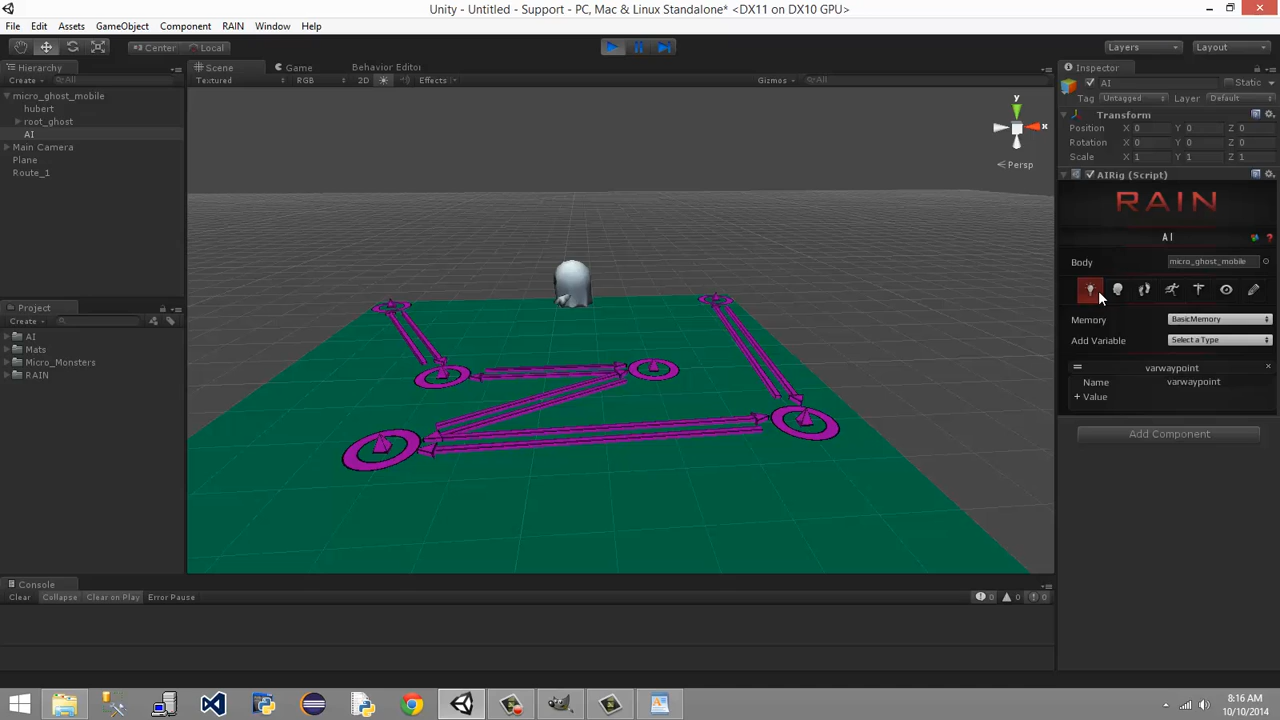 Unity - Untitled - Support - PC, Mac & Linux Standalone* <DX11 on DX10 GPU>
File Edit Assets GameObject Component RAIN Window Help
Center Local Layers Layout
Hierarchy Scene Game Behavior Editor Inspector
Create All Textured RGB 2D Effects Gizmos All AI Static
micro_ghost_mobile Tag Untagged Layer Default
hubert Transform
root_ghost Position X 0 Y 0 Z 0
AI Rotation X 0 Y 0 Z 0
Main Camera Scale X 1 Y 1 Z 1
Plane
Route_1
y
x
Persp
AIRig (Script)
RAIN
AI
Body micro_ghost_mobile
Memory BasicMemory
Add Variable Select a Type
varwaypoint
Name varwaypoint
+ Value
Add Component
Project
Create
AI
Mats
Micro_Monsters
RAIN
Console
Clear Collapse Clear on Play Error Pause 0 0 0
8:16 AM
10/10/2014